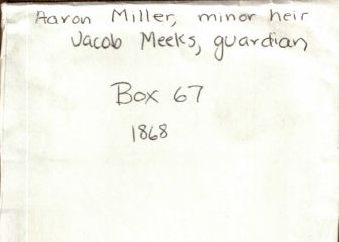 Aaron Miller, minor heir
Jacob Meeks, guardian
Box 67
1868